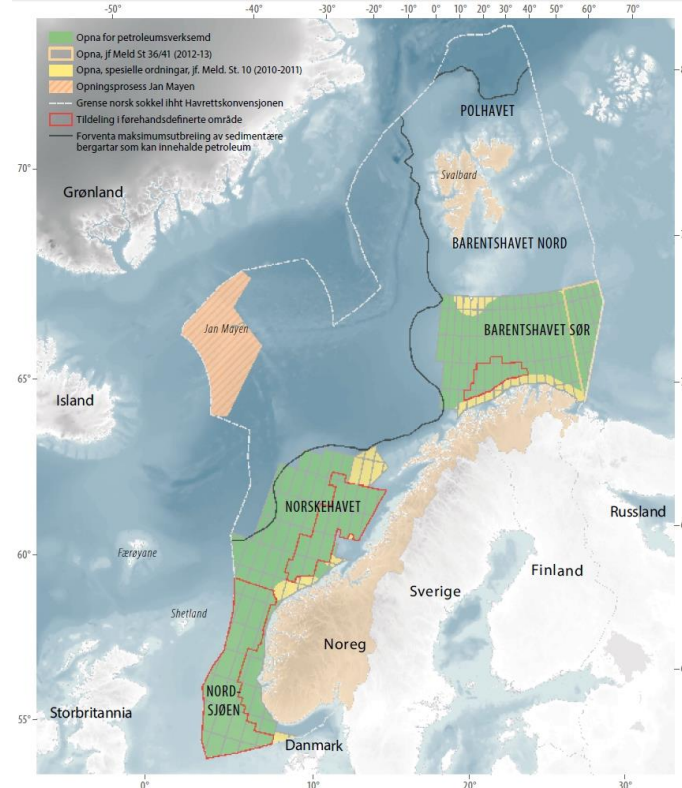 -50°
-40°
-30°
-20°
-10°
0°
10°
20°
30°
40°
50°
60°
70°
Opna for petroleumsverksemd
Opna, jf Meld St 36/41 (2012-13)
Opna, spesielle ordningar, jf. Meld. St. 10 (2010-2011)
Opningsprosess Jan Mayen
Grense norsk sokkel ihht Havrettskonvensjonen
Tildeling i førehandsdefinerte område
Forventa maksimumsutbreiing av sedimentære
bergartar som kan innehalde petroleum
POLHAVET
70°
Svalbard
Grønland
BARENTSHAVET NORD
Jan Mayen
BARENTSHAVET SØR
65°
Island
NORSKEHAVET
Russland
Færøyane
60°
Finland
Sverige
Shetland
Noreg
NORD-
SJØEN
Storbritannia
55°
Danmark
0°
10°
20°
30°